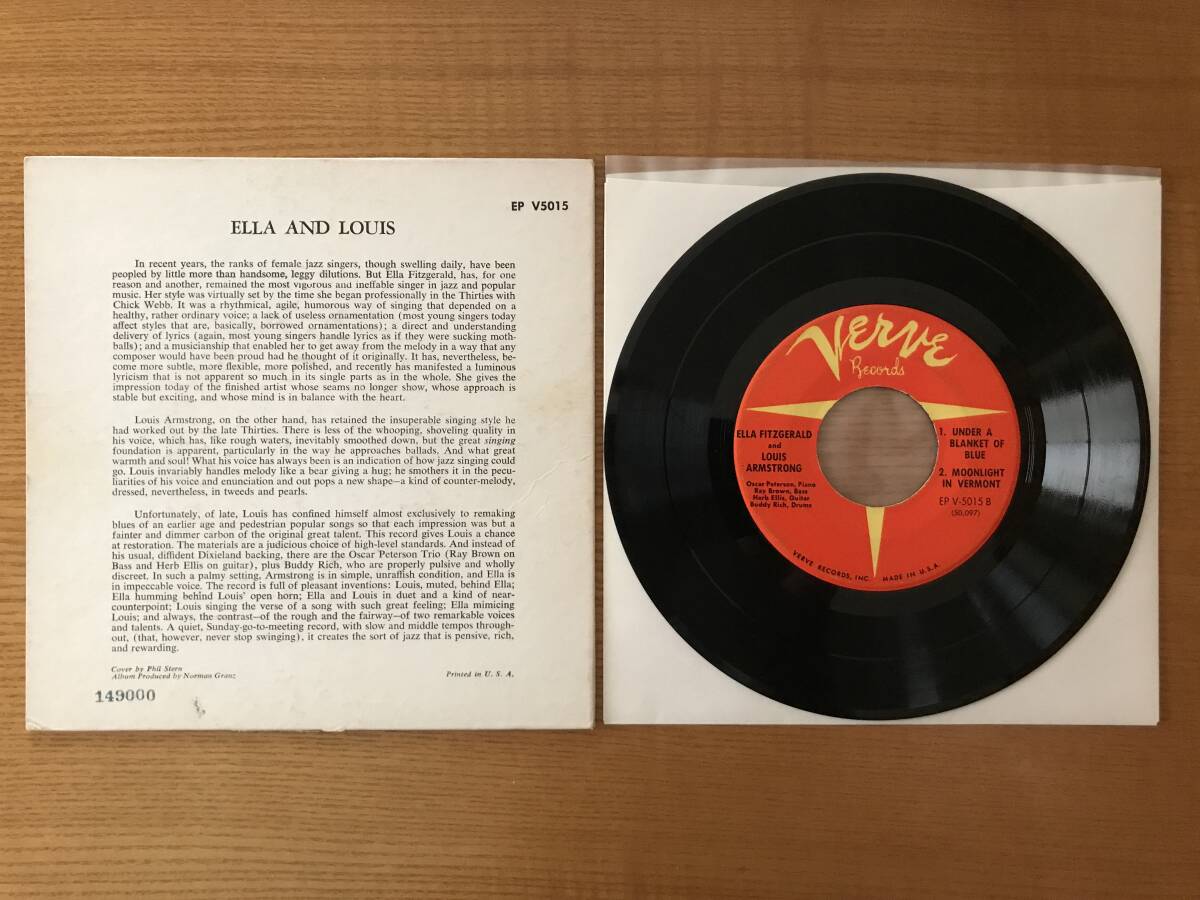 EP V5015
ELLA AND LOUIS
In recent years, the ranks of female jazz singers, though swelling daily, have been
peopled by little more than handsome, leggy dilutions. But Ella Fitzgerald, has, for one
reason and another, remained the most vigorous and ineffable singer in jazz and popular
music. Her style was virtually set by the time she began professionally in the Thirties with
Chick Webb. It was a rhythmical, agile, humorous way of singing that depended on a
healthy, rather ordinary voice; a lack of useless ornamentation (most young singers today
affect styles that are, basically, borrowed ornamentations); a direct and understanding
delivery of lyrics (again, most young singers handle lyrics as if they were sucking moth-
balls); and a musicianship that enabled her to get away from the melody in a way that any
composer would have been proud had he thought of it originally. It has, nevertheless, be-
come more subtle, more flexible, more polished, and recently has manifested a luminous
lyricism that is not apparent so much in its single parts as in the whole. She gives the
impression today of the finished artist whose seams no longer show, whose approach is
stable but exciting, and whose mind is in balance with the heart.
Louis Armstrong, on the other hand, has retained the insuperable singing style he
had worked out by the late Thirties. There is less of the whooping, shoveling quality in
his voice, which has, like rough waters, inevitably smoothed down, but the great singing
foundation is apparent, particularly in the way he approaches ballads. And what great
warmth and soul! What his voice has always been is an indication of how jazz singing could
go. Louis invariably handles melody like a bear giving a hug; he smothers it in the pecu-
liarities of his voice and enunciation and out pops a new shape—a kind of counter-melody,
dressed, nevertheless, in tweeds and pearls.
Unfortunately, of late, Louis has confined himself almost exclusively to remaking
blues of an earlier age and pedestrian popular songs so that each impression was but a
fainter and dimmer carbon of the original great talent. This record gives Louis a chance
at restoration. The materials are a judicious choice of high-level standards. And instead of
his usual, diffident Dixieland backing, there are the Oscar Peterson Trio (Ray Brown on
Bass and Herb Ellis on guitar), plus Buddy Rich, who are properly pulsive and wholly
discreet. In such a palmy setting, Armstrong is in simple, unraffish condition, and Ella is
in impeccable voice. The record is full of pleasant inventions: Louis, muted, behind Ella;
Ella humming behind Louis' open horn; Ella and Louis in duet and a kind of near-
counterpoint; Louis singing the verse of a song with such great feeling; Ella mimicing
Louis; and always, the contrast—of the rough and the fairway—of two remarkable voices
and talents. A quiet, Sunday-go-to-meeting record, with slow and middle tempos through-
out, (that, however, never stop swinging), it creates the sort of jazz that is pensive, rich,
and rewarding.
Cover by Phil Stern
Album Produced by Norman Granz
Printed in U. S. A.
149000
Verve
Records
ELLA FITZGERALD
and
LOUIS
ARMSTRONG
Oscar Peterson, Piano
Ray Brown, Bass
Herb Ellis, Guitar
Buddy Rich, Drums
1. UNDER A
BLANKET OF
BLUE
2. MOONLIGHT
IN VERMONT
EP V-5015 B
(50,097)
VERVE RECORDS, INC. MADE IN U.S.A.